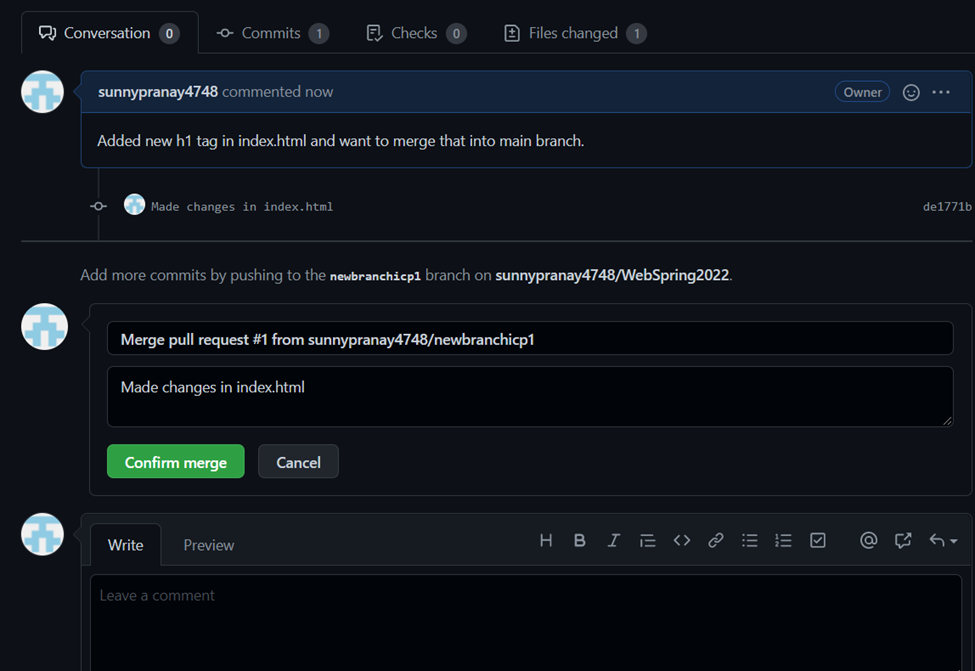 Conversation 0 Commits 1 Checks 0 Files changed 1
sunnypranay4748 commented now Owner
Added new h1 tag in index.html and want to merge that into main branch.
Made changes in index.html de1771b
Add more commits by pushing to the newbranchicp1 branch on sunnypranay4748/WebSpring2022.
Merge pull request #1 from sunnypranay4748/newbranchicp1
Made changes in index.html
Confirm merge Cancel
Write Preview
Leave a comment